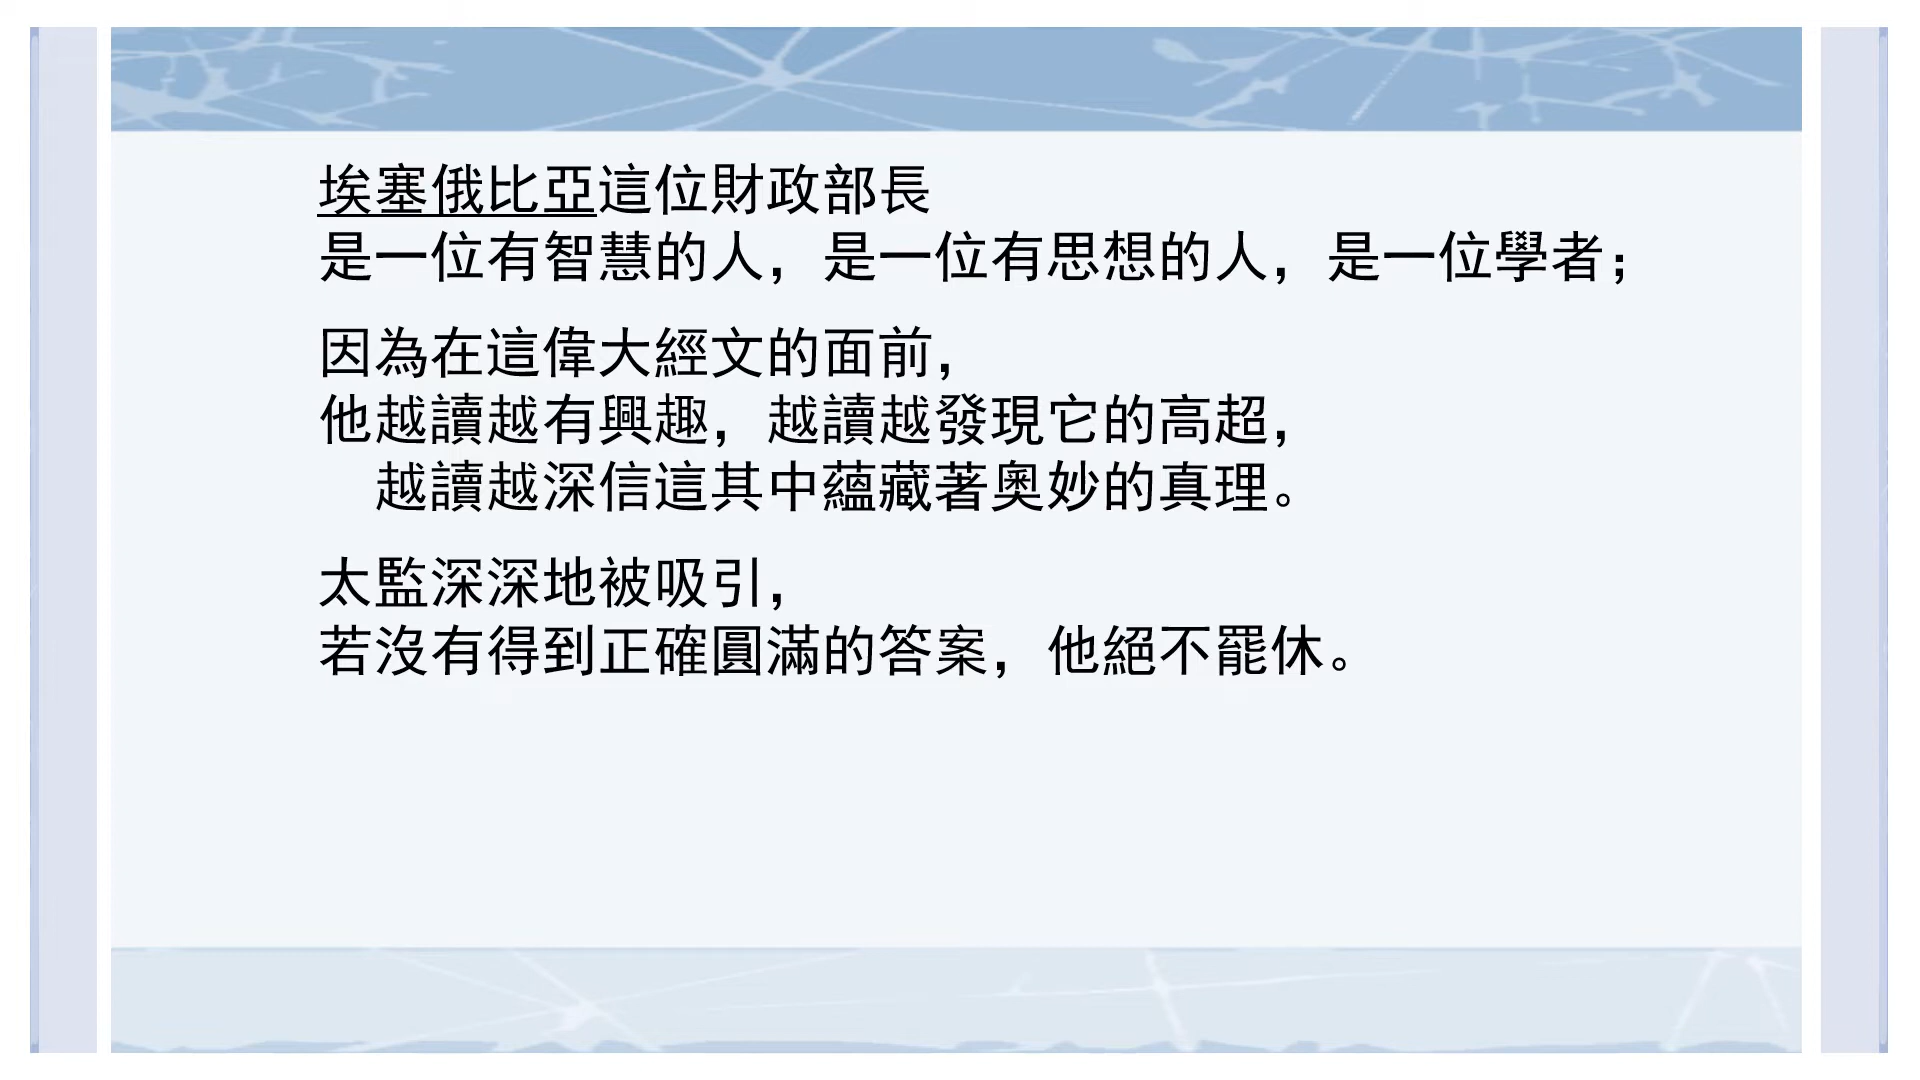 埃塞俄比亞這位財政部長
是一位有智慧的人，是一位有思想的人，是一位學者；
因為在這偉大經文的面前，
他越讀越有興趣，越讀越發現它的高超，
越讀越深信這其中蘊藏著奧妙的真理。
太監深深地被吸引，
若沒有得到正確圓滿的答案，他絕不罷休。